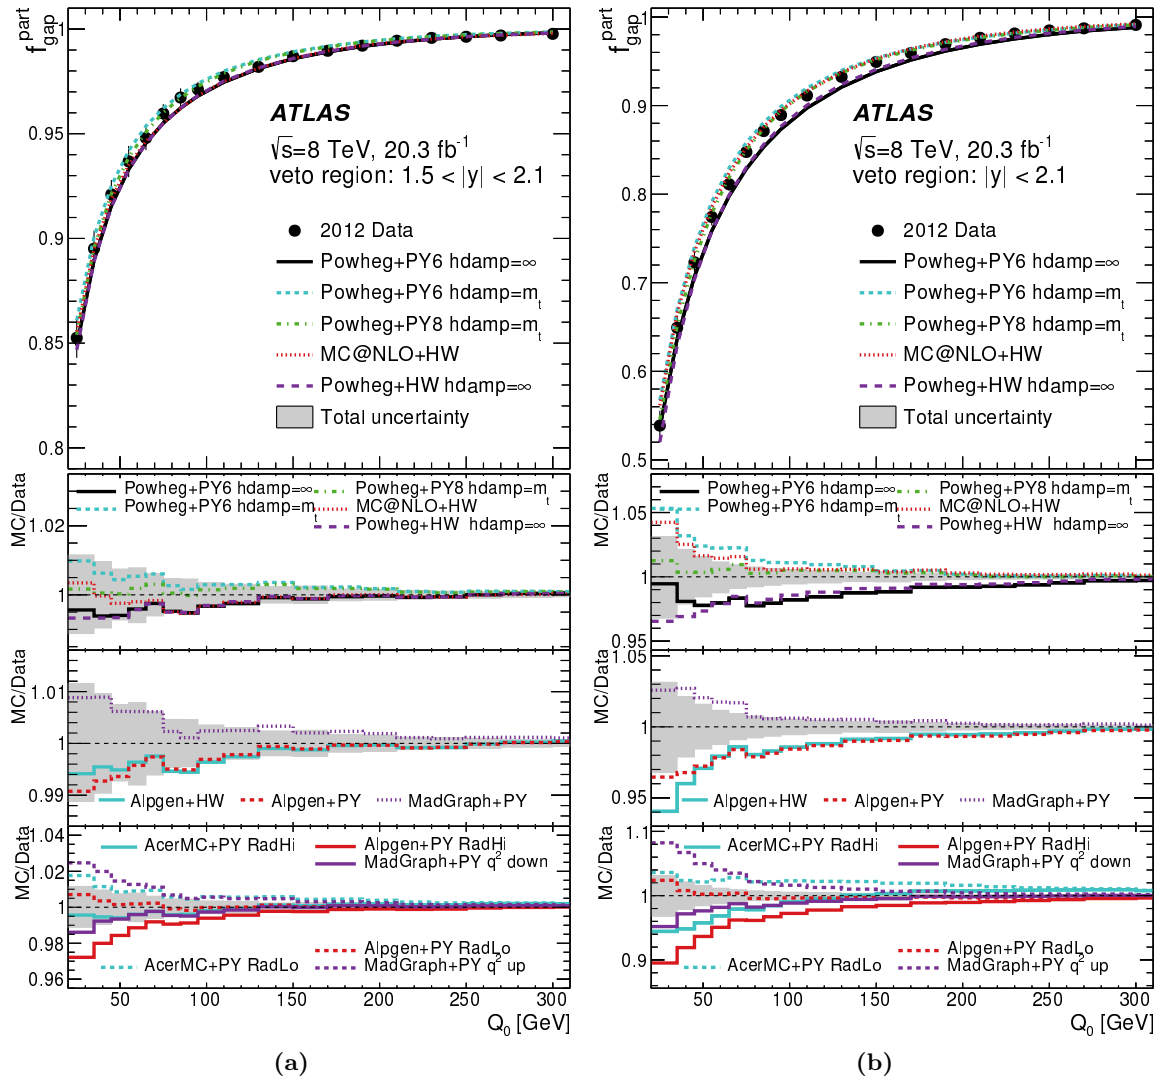 f_gap^part
1
0.95
0.9
0.85
0.8
ATLAS
√s=8 TeV, 20.3 fb⁻¹
veto region: 1.5 < |y| < 2.1
2012 Data
Powheg+PY6 hdamp=∞
Powheg+PY6 hdamp=m_t
Powheg+PY8 hdamp=m_t
MC@NLO+HW
Powheg+HW hdamp=∞
Total uncertainty
MC/Data
1.02
1
Powheg+PY6 hdamp=∞
Powheg+PY6 hdamp=m_t
Powheg+PY8 hdamp=m_t
MC@NLO+HW
Powheg+HW hdamp=∞
MC/Data
1.01
1
0.99
Alpgen+HW Alpgen+PY MadGraph+PY
MC/Data
1.04
1.02
1
0.98
0.96
AcerMC+PY RadHi
Alpgen+PY RadHi
MadGraph+PY q² down
AcerMC+PY RadLo
Alpgen+PY RadLo
MadGraph+PY q² up
50 100 150 200 250 300
Q₀ [GeV]
(a)
f_gap^part
1
0.9
0.8
0.7
0.6
0.5
ATLAS
√s=8 TeV, 20.3 fb⁻¹
veto region: |y| < 2.1
2012 Data
Powheg+PY6 hdamp=∞
Powheg+PY6 hdamp=m_t
Powheg+PY8 hdamp=m_t
MC@NLO+HW
Powheg+HW hdamp=∞
Total uncertainty
MC/Data
1.05
1
0.95
Powheg+PY6 hdamp=∞
Powheg+PY6 hdamp=m_t
Powheg+PY8 hdamp=m_t
MC@NLO+HW
Powheg+HW hdamp=∞
MC/Data
1.05
1
0.95
Alpgen+HW Alpgen+PY MadGraph+PY
MC/Data
1.1
1
0.9
AcerMC+PY RadHi
Alpgen+PY RadHi
MadGraph+PY q² down
AcerMC+PY RadLo
Alpgen+PY RadLo
MadGraph+PY q² up
50 100 150 200 250 300
Q₀ [GeV]
(b)